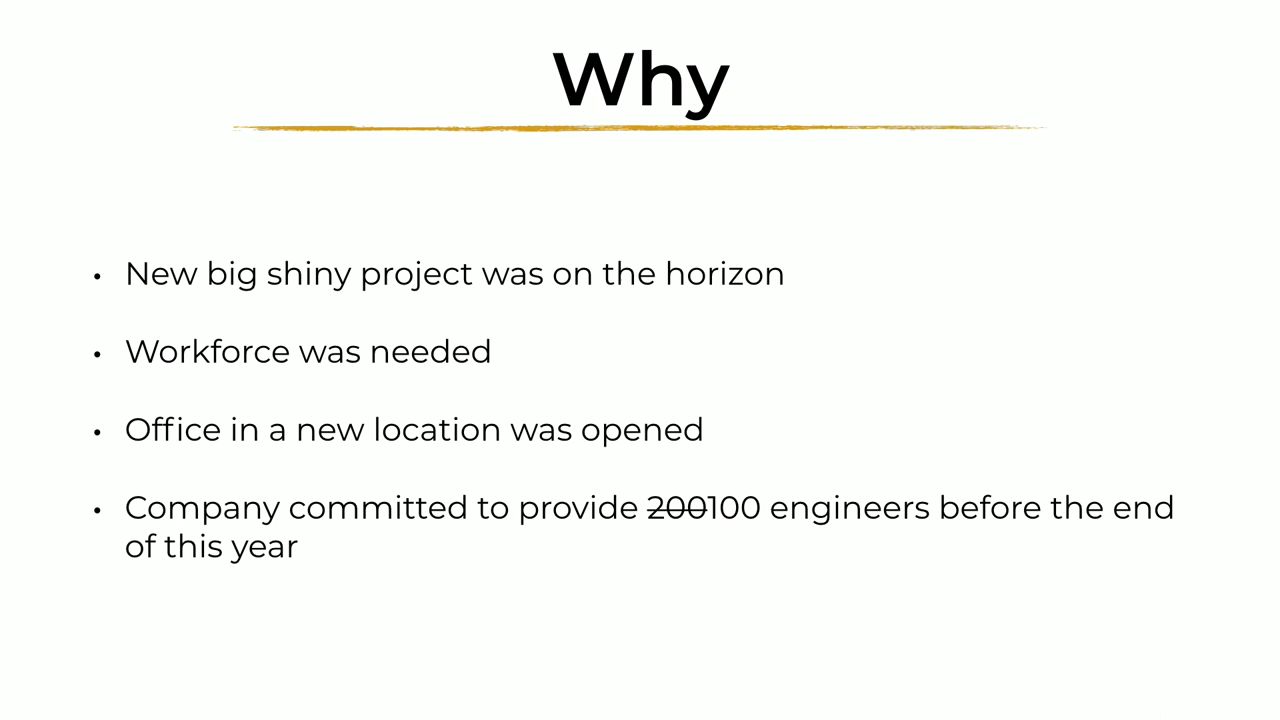 Why
• New big shiny project was on the horizon
• Workforce was needed
• Office in a new location was opened
• Company committed to provide 200100 engineers before the end
of this year